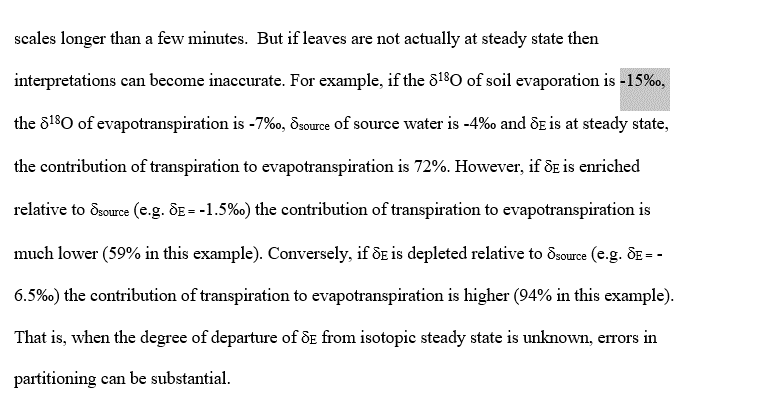 scales longer than a few minutes.  But if leaves are not actually at steady state then
interpretations can become inaccurate. For example, if the δ¹⁸O of soil evaporation is -15‰,
the δ¹⁸O of evapotranspiration is -7‰, δsource of source water is -4‰ and δE is at steady state,
the contribution of transpiration to evapotranspiration is 72%. However, if δE is enriched
relative to δsource (e.g. δE = -1.5‰) the contribution of transpiration to evapotranspiration is
much lower (59% in this example). Conversely, if δE is depleted relative to δsource (e.g. δE = -
6.5‰) the contribution of transpiration to evapotranspiration is higher (94% in this example).
That is, when the degree of departure of δE from isotopic steady state is unknown, errors in
partitioning can be substantial.